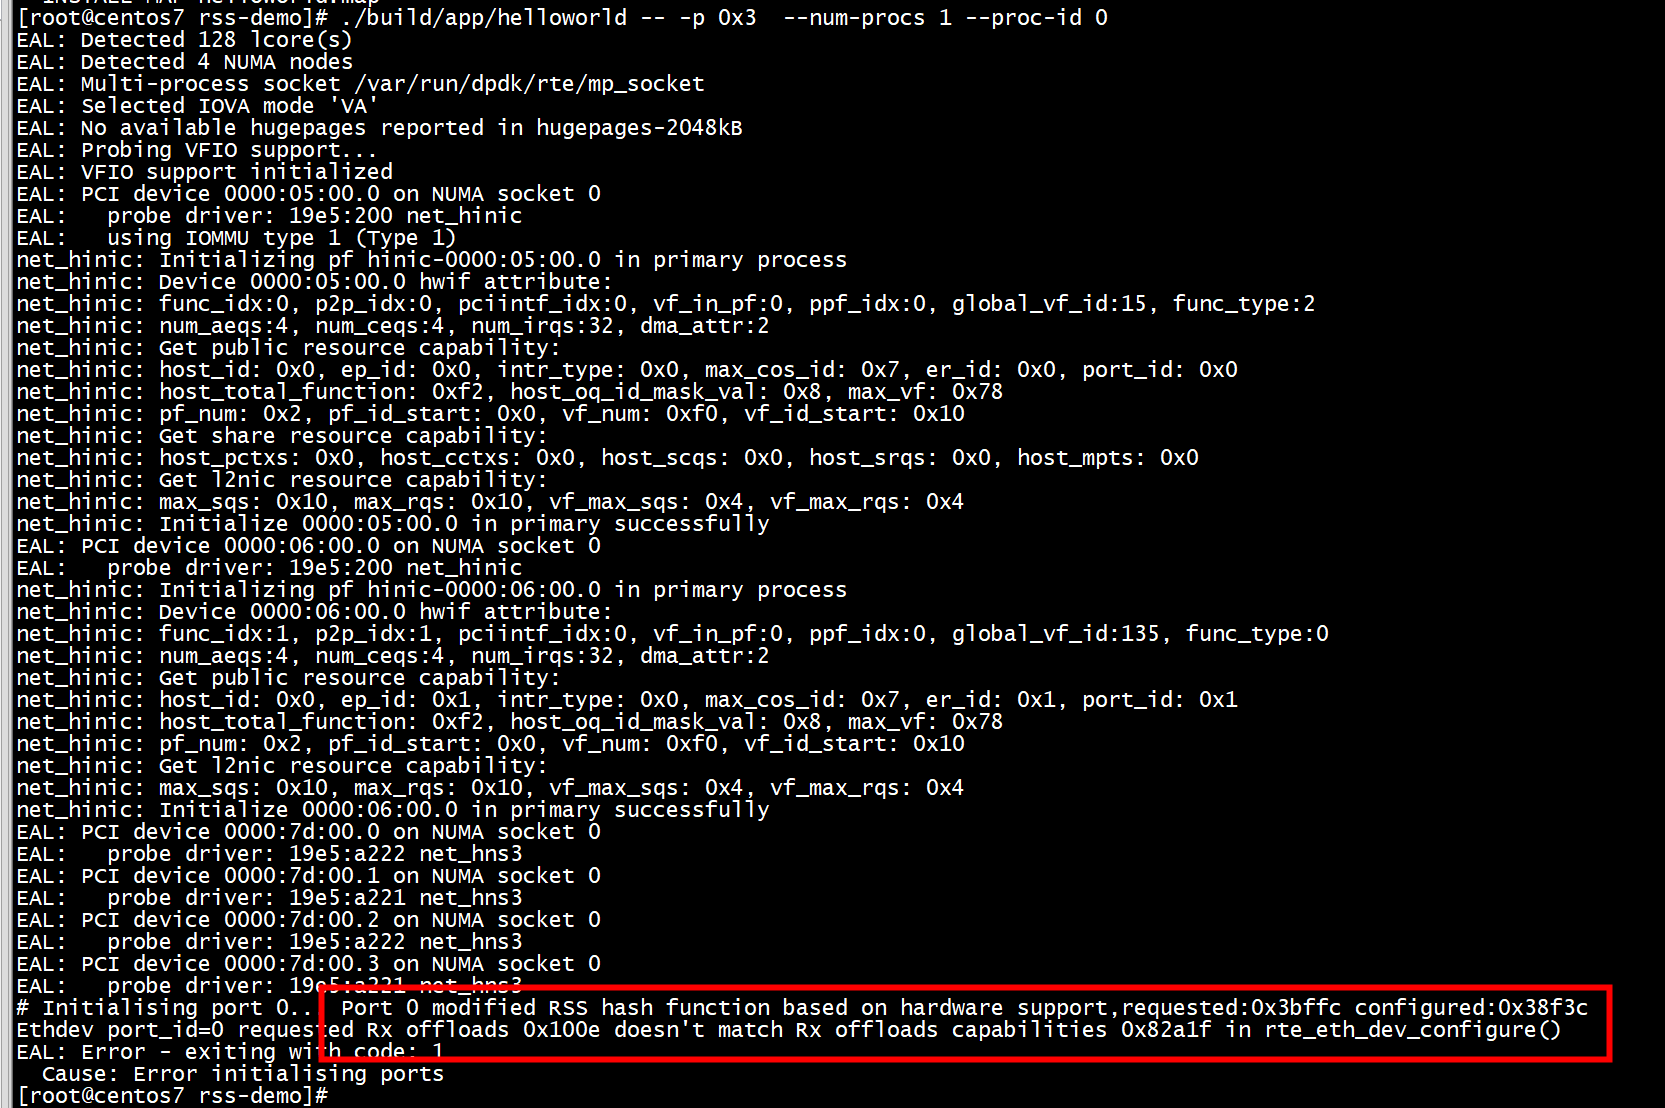 INSTALL-MAP helloworld.map
[root@centos7 rss-demo]# ./build/app/helloworld -- -p 0x3  --num-procs 1 --proc-id 0
EAL: Detected 128 lcore(s)
EAL: Detected 4 NUMA nodes
EAL: Multi-process socket /var/run/dpdk/rte/mp_socket
EAL: Selected IOVA mode 'VA'
EAL: No available hugepages reported in hugepages-2048kB
EAL: Probing VFIO support...
EAL: VFIO support initialized
EAL: PCI device 0000:05:00.0 on NUMA socket 0
EAL:   probe driver: 19e5:200 net_hinic
EAL:   using IOMMU type 1 (Type 1)
net_hinic: Initializing pf hinic-0000:05:00.0 in primary process
net_hinic: Device 0000:05:00.0 hwif attribute:
net_hinic: func_idx:0, p2p_idx:0, pciintf_idx:0, vf_in_pf:0, ppf_idx:0, global_vf_id:15, func_type:2
net_hinic: num_aeqs:4, num_ceqs:4, num_irqs:32, dma_attr:2
net_hinic: Get public resource capability:
net_hinic: host_id: 0x0, ep_id: 0x0, intr_type: 0x0, max_cos_id: 0x7, er_id: 0x0, port_id: 0x0
net_hinic: host_total_function: 0xf2, host_oq_id_mask_val: 0x8, max_vf: 0x78
net_hinic: pf_num: 0x2, pf_id_start: 0x0, vf_num: 0xf0, vf_id_start: 0x10
net_hinic: Get share resource capability:
net_hinic: host_pctxs: 0x0, host_cctxs: 0x0, host_scqs: 0x0, host_srqs: 0x0, host_mpts: 0x0
net_hinic: Get l2nic resource capability:
net_hinic: max_sqs: 0x10, max_rqs: 0x10, vf_max_sqs: 0x4, vf_max_rqs: 0x4
net_hinic: Initialize 0000:05:00.0 in primary successfully
EAL: PCI device 0000:06:00.0 on NUMA socket 0
EAL:   probe driver: 19e5:200 net_hinic
net_hinic: Initializing pf hinic-0000:06:00.0 in primary process
net_hinic: Device 0000:06:00.0 hwif attribute:
net_hinic: func_idx:1, p2p_idx:1, pciintf_idx:0, vf_in_pf:0, ppf_idx:0, global_vf_id:135, func_type:0
net_hinic: num_aeqs:4, num_ceqs:4, num_irqs:32, dma_attr:2
net_hinic: Get public resource capability:
net_hinic: host_id: 0x0, ep_id: 0x1, intr_type: 0x0, max_cos_id: 0x7, er_id: 0x1, port_id: 0x1
net_hinic: host_total_function: 0xf2, host_oq_id_mask_val: 0x8, max_vf: 0x78
net_hinic: pf_num: 0x2, pf_id_start: 0x0, vf_num: 0xf0, vf_id_start: 0x10
net_hinic: Get l2nic resource capability:
net_hinic: max_sqs: 0x10, max_rqs: 0x10, vf_max_sqs: 0x4, vf_max_rqs: 0x4
net_hinic: Initialize 0000:06:00.0 in primary successfully
EAL: PCI device 0000:7d:00.0 on NUMA socket 0
EAL:   probe driver: 19e5:a222 net_hns3
EAL: PCI device 0000:7d:00.1 on NUMA socket 0
EAL:   probe driver: 19e5:a221 net_hns3
EAL: PCI device 0000:7d:00.2 on NUMA socket 0
EAL:   probe driver: 19e5:a222 net_hns3
EAL: PCI device 0000:7d:00.3 on NUMA socket 0
EAL:   probe driver: 19e5:a221 net_hns3
# Initialising port 0... Port 0 modified RSS hash function based on hardware support,requested:0x3bffc configured:0x38f3c
Ethdev port_id=0 requested Rx offloads 0x100e doesn't match Rx offloads capabilities 0x82a1f in rte_eth_dev_configure()
EAL: Error - exiting with code: 1
  Cause: Error initialising ports
[root@centos7 rss-demo]#